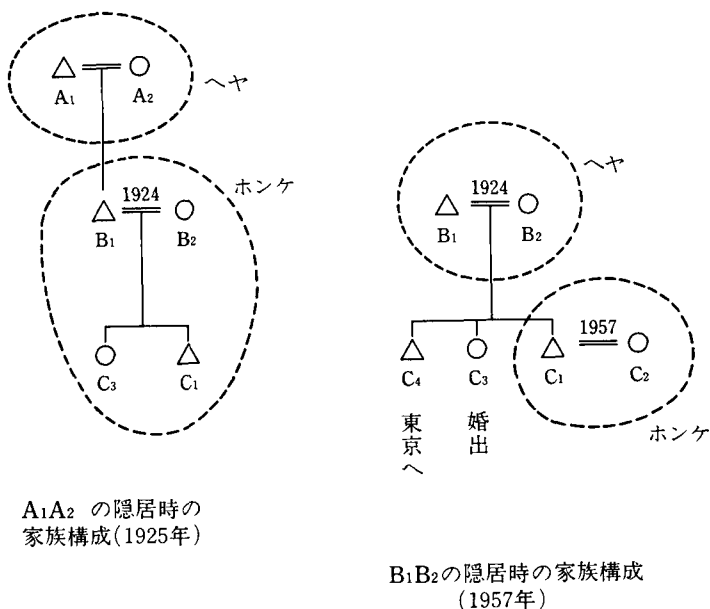 A1 A2
ヘヤ
ホンケ
1924
B1 B2
C3 C1
A1A2 の隠居時の
家族構成(1925年)
ヘヤ
1924
B1 B2
1957
C4 C3 C1 C2
東京へ
婚出
ホンケ
B1B2の隠居時の家族構成
(1957年)